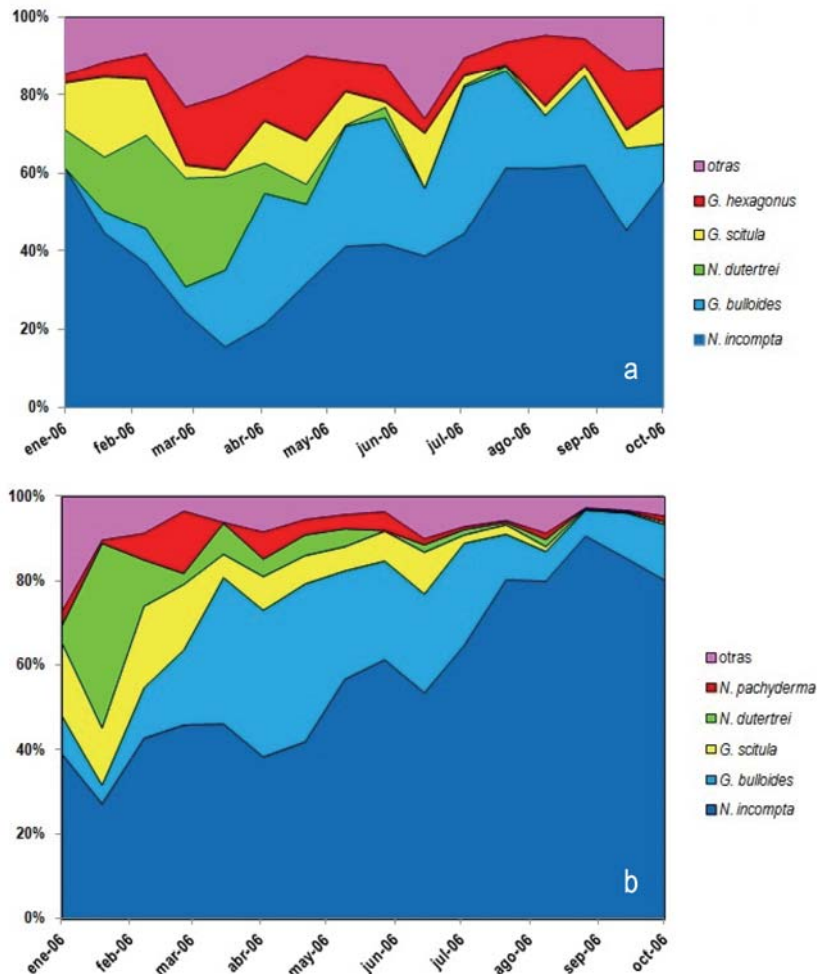 100%
80%
60%
40%
20%
0%
ene-06
feb-06
mar-06
abr-06
may-06
jun-06
jul-06
ago-06
sep-06
oct-06
otras
G. hexagonus
G. scitula
N. dutertrei
G. bulloides
N. incompta
a
100%
80%
60%
40%
20%
0%
ene-06
feb-06
mar-06
abr-06
may-06
jun-06
jul-06
ago-06
sep-06
oct-06
otras
N. pachyderma
N. dutertrei
G. scitula
G. bulloides
N. incompta
b